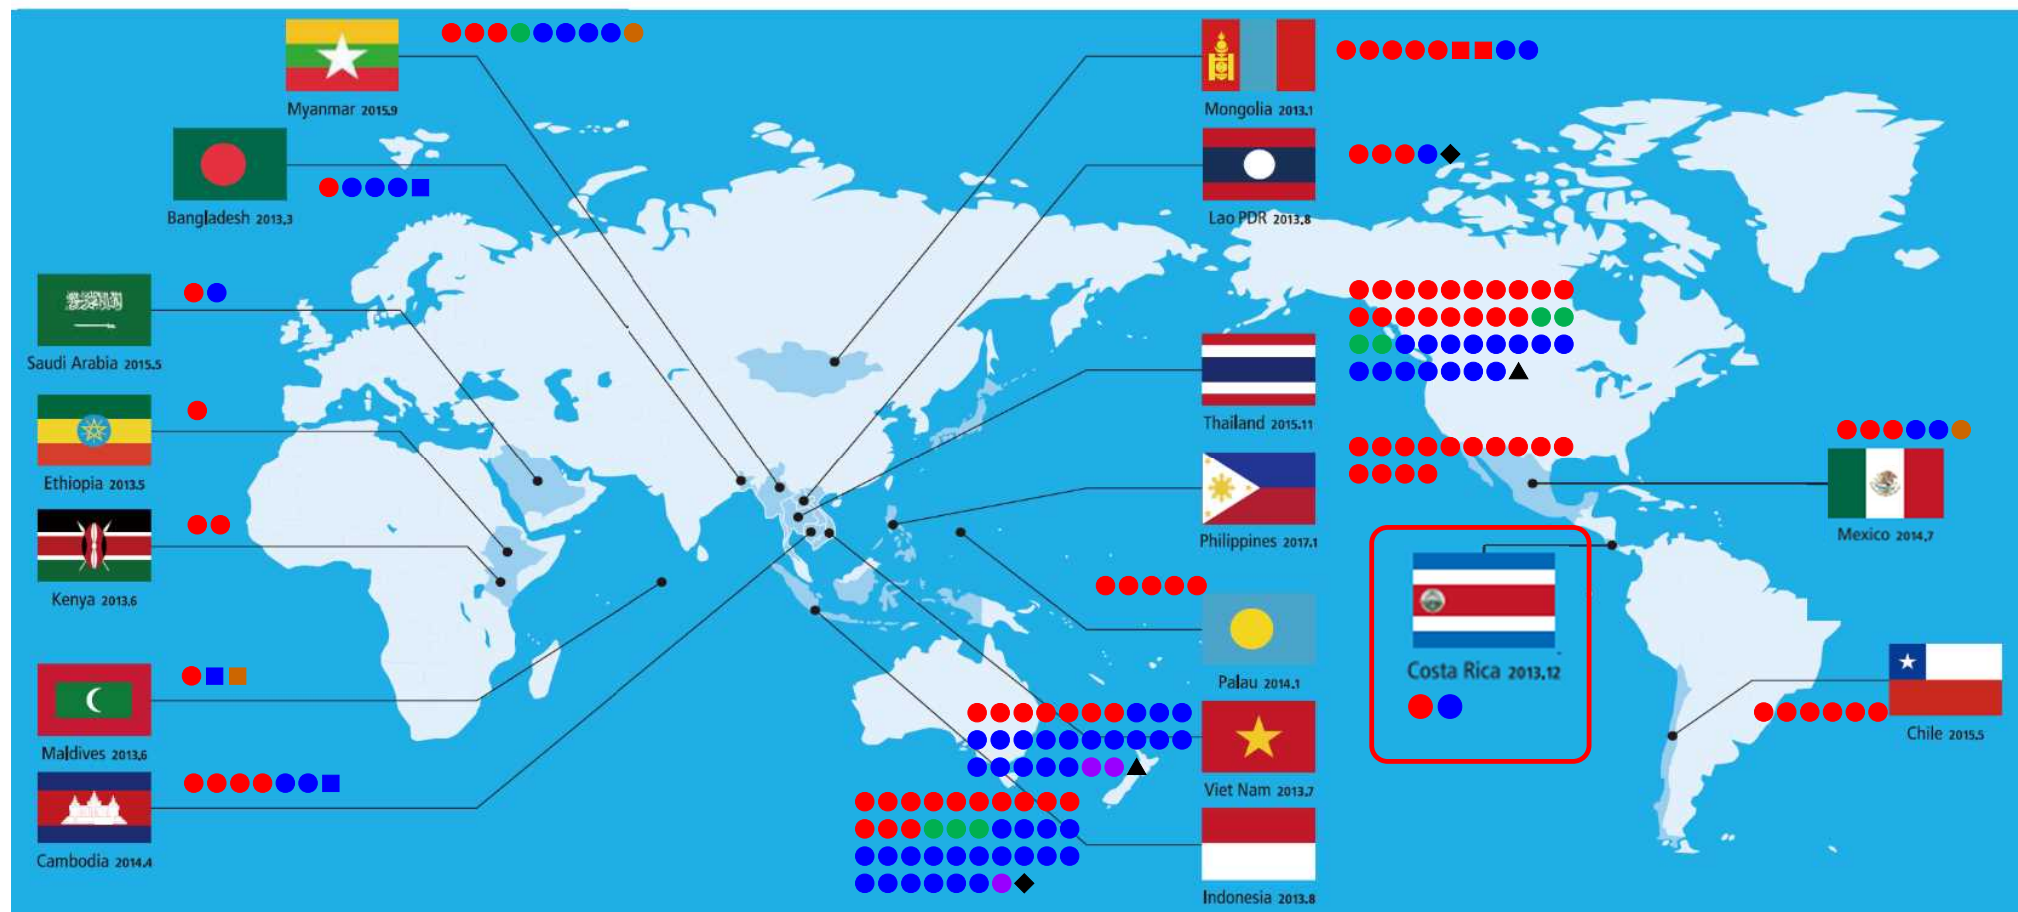 Myanmar 2015.9
Bangladesh 2013.3
Saudi Arabia 2015.5
Ethiopia 2013.5
Kenya 2013.6
Maldives 2013.6
Cambodia 2014.4
Mongolia 2013.1
Lao PDR 2013.8
Thailand 2015.11
Philippines 2017.1
Palau 2014.1
Viet Nam 2013.7
Indonesia 2013.8
Mexico 2014.7
Costa Rica 2013.12
Chile 2015.5